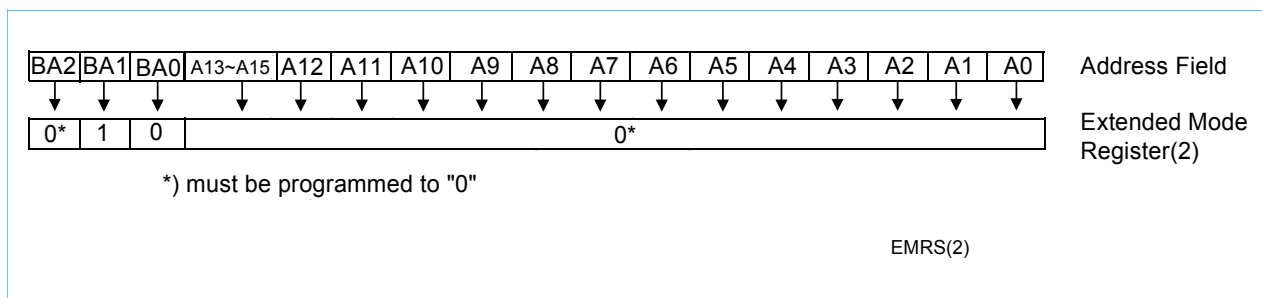 BA2 BA1 BA0 A13~A15 A12 A11 A10 A9 A8 A7 A6 A5 A4 A3 A2 A1 A0 Address Field
0* 1 0 0* Extended Mode
Register(2)
*) must be programmed to "0"
EMRS(2)